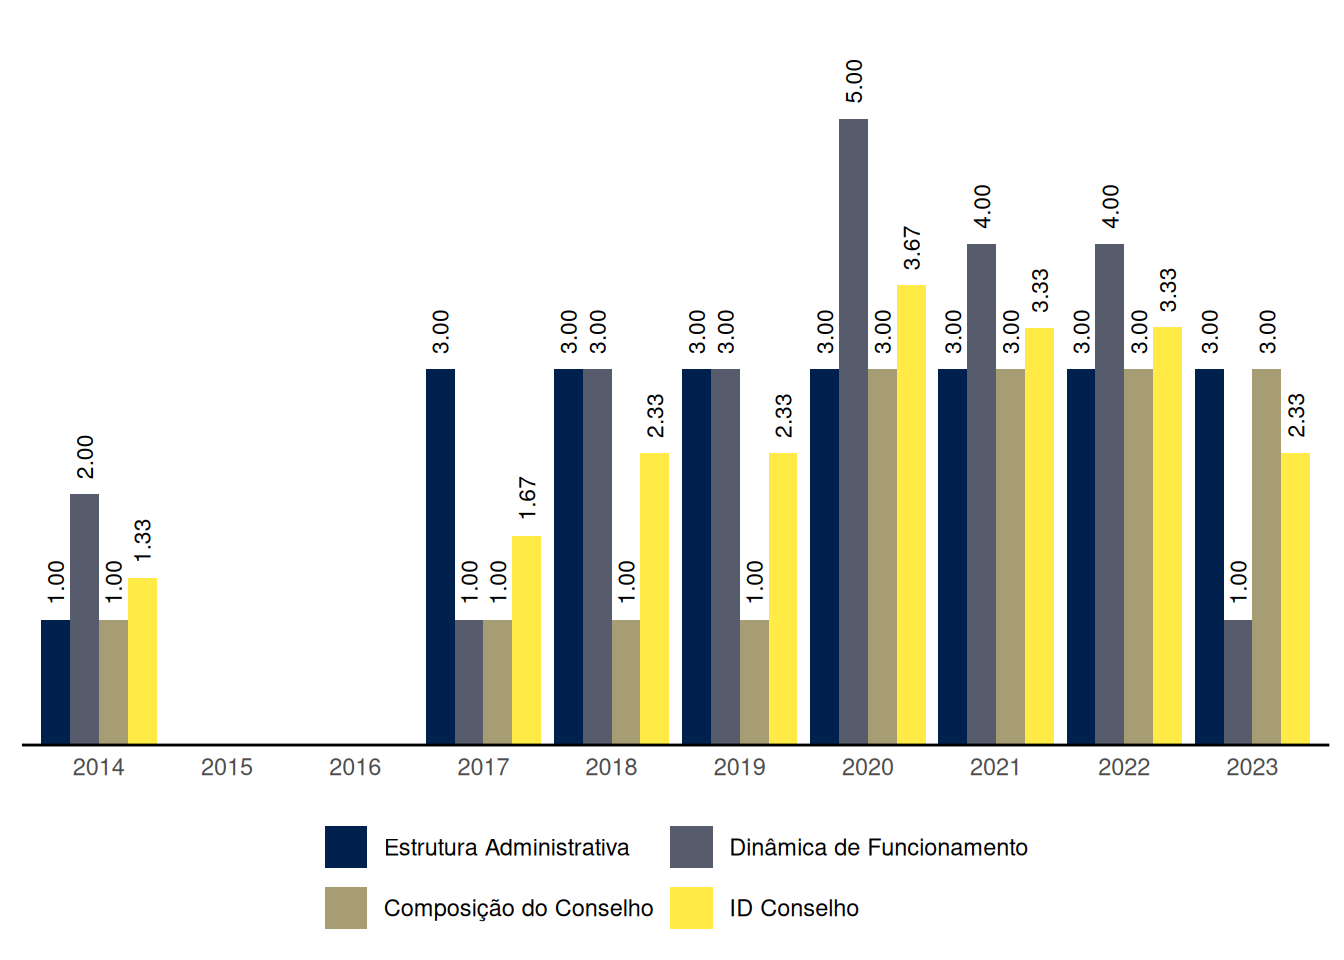 1.00 2.00 1.00 1.33
3.00 1.00 1.00 1.67
3.00 3.00 1.00 2.33
3.00 3.00 1.00 2.33
3.00 5.00 3.00 3.67
3.00 4.00 3.00 3.33
3.00 4.00 3.00 3.33
3.00 1.00 3.00 2.33
2014 2015 2016 2017 2018 2019 2020 2021 2022 2023
Estrutura Administrativa Dinâmica de Funcionamento
Composição do Conselho ID Conselho